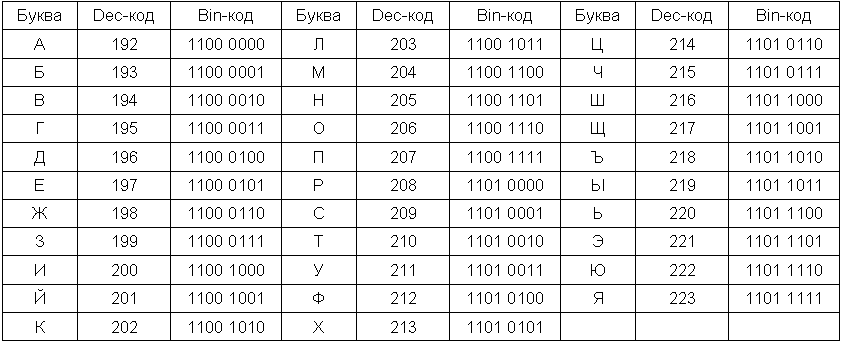 Буква Dec-код Bin-код Буква Dec-код Bin-код Буква Dec-код Bin-код
А 192 1100 0000 Л 203 1100 1011 Ц 214 1101 0110
Б 193 1100 0001 М 204 1100 1100 Ч 215 1101 0111
В 194 1100 0010 Н 205 1100 1101 Ш 216 1101 1000
Г 195 1100 0011 О 206 1100 1110 Щ 217 1101 1001
Д 196 1100 0100 П 207 1100 1111 Ъ 218 1101 1010
Е 197 1100 0101 Р 208 1101 0000 Ы 219 1101 1011
Ж 198 1100 0110 С 209 1101 0001 Ь 220 1101 1100
З 199 1100 0111 Т 210 1101 0010 Э 221 1101 1101
И 200 1100 1000 У 211 1101 0011 Ю 222 1101 1110
Й 201 1100 1001 Ф 212 1101 0100 Я 223 1101 1111
К 202 1100 1010 Х 213 1101 0101